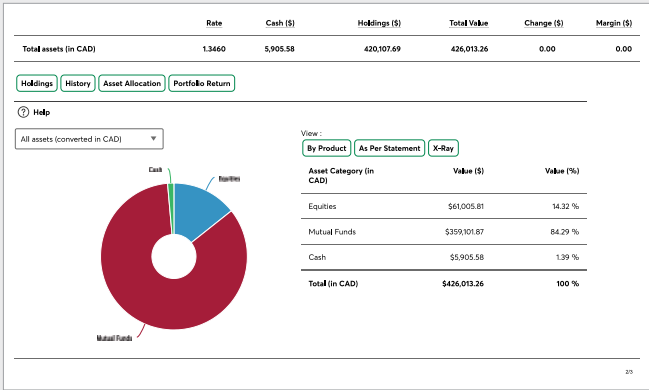 Rate Cash ($) Holdings ($) Total Value Change ($) Margin ($)
Total assets (in CAD) 1.3460 5,905.58 420,107.69 426,013.26 0.00 0.00
Holdings History Asset Allocation Portfolio Return
? Help
All assets (converted in CAD) ▼
View :
By Product As Per Statement X-Ray
Asset Category (in CAD) Value ($) Value (%)
Equities $61,005.81 14.32 %
Mutual Funds $359,101.87 84.29 %
Cash $5,905.58 1.39 %
Total (in CAD) $426,013.26 100 %
Cash
Equities
Mutual Funds
2/3